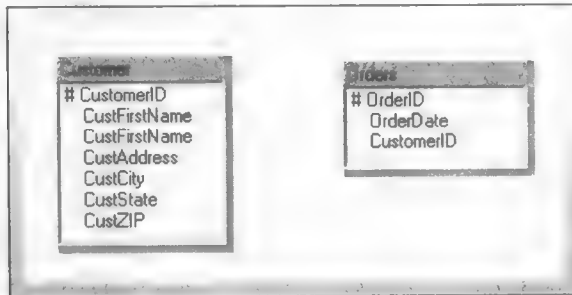 Customer
# CustomerID
CustFirstName
CustFirstName
CustAddress
CustCity
CustState
CustZIP
Orders
# OrderID
OrderDate
CustomerID